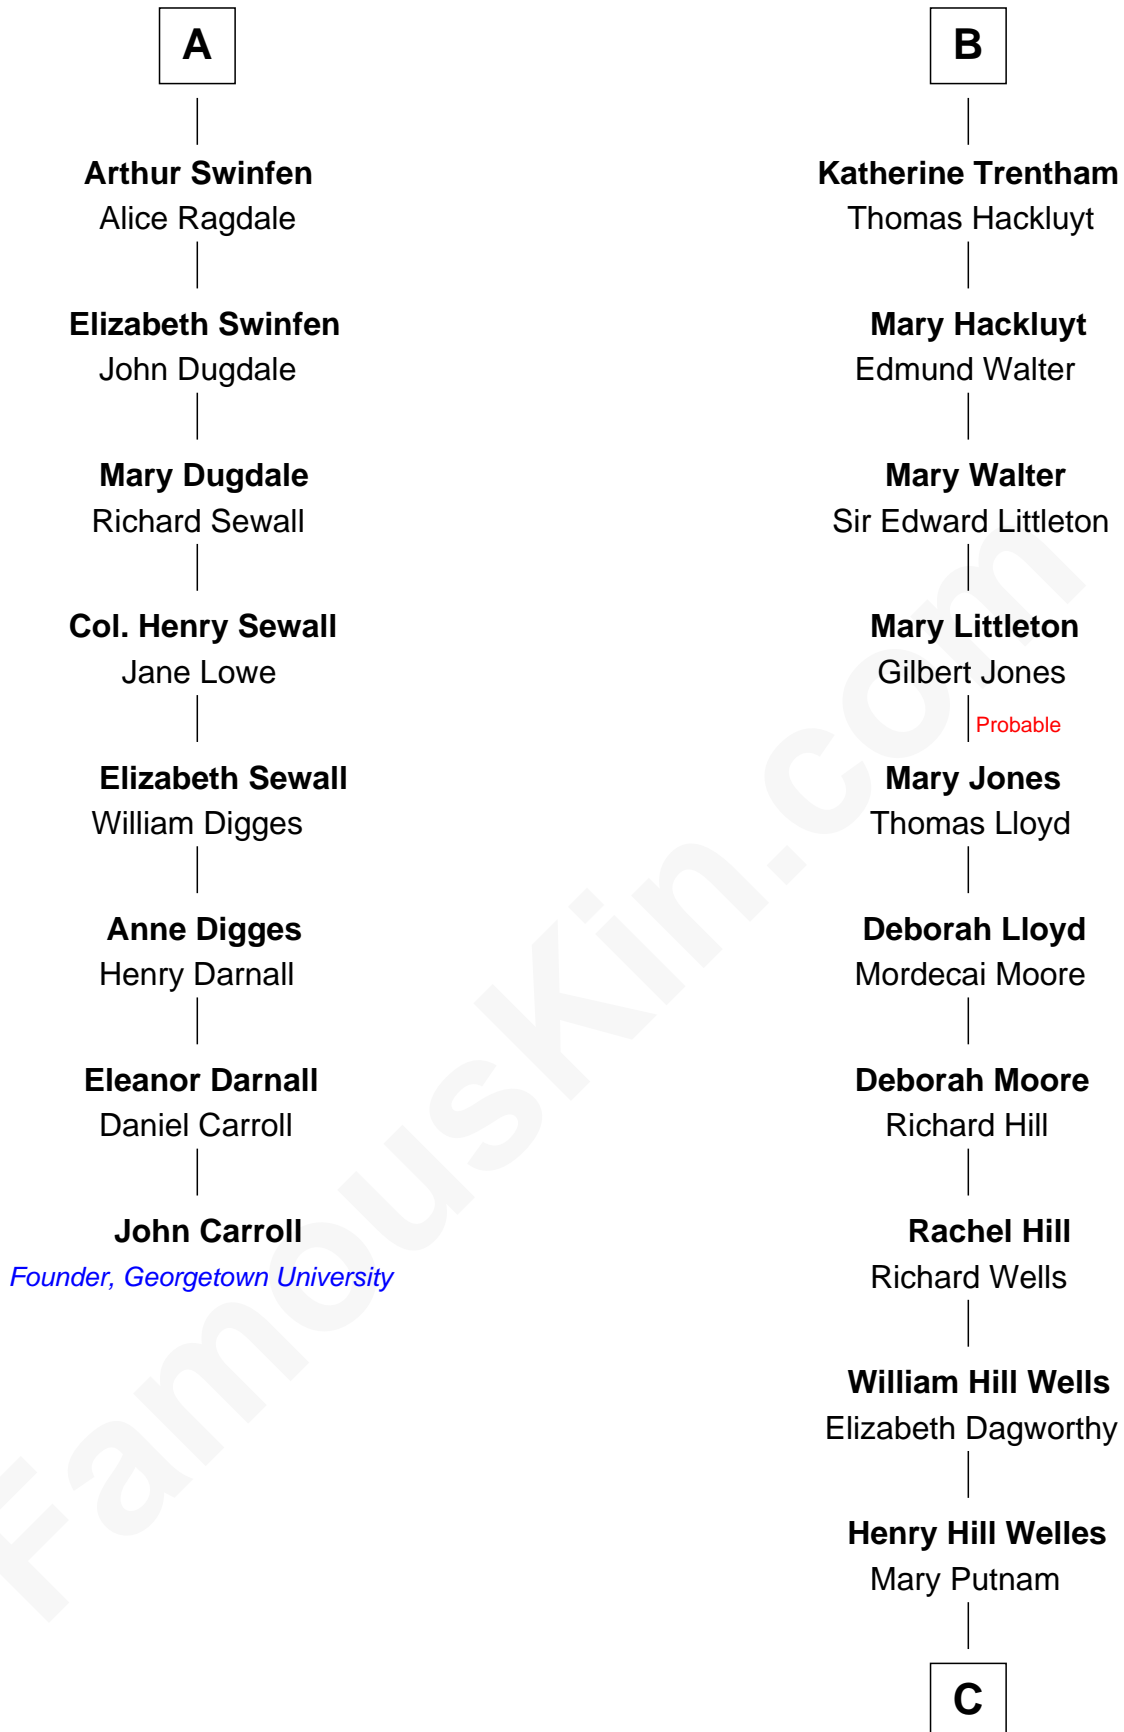 A
Arthur Swinfen
Alice Ragdale
Elizabeth Swinfen
John Dugdale
Mary Dugdale
Richard Sewall
Col. Henry Sewall
Jane Lowe
Elizabeth Sewall
William Digges
Anne Digges
Henry Darnall
Eleanor Darnall
Daniel Carroll
John Carroll
Founder, Georgetown University
B
Katherine Trentham
Thomas Hackluyt
Mary Hackluyt
Edmund Walter
Mary Walter
Sir Edward Littleton
Mary Littleton
Gilbert Jones
Probable
Mary Jones
Thomas Lloyd
Deborah Lloyd
Mordecai Moore
Deborah Moore
Richard Hill
Rachel Hill
Richard Wells
William Hill Wells
Elizabeth Dagworthy
Henry Hill Welles
Mary Putnam
C
FamousKin.com